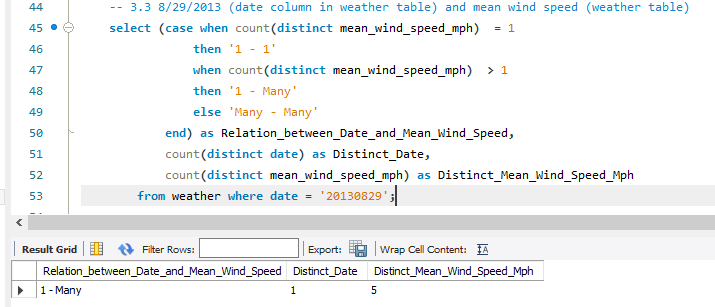 44 -- 3.3 8/29/2013 (date column in weather table) and mean wind speed (weather table)
45 select (case when count(distinct mean_wind_speed_mph) = 1
46 then '1 - 1'
47 when count(distinct mean_wind_speed_mph) > 1
48 then '1 - Many'
49 else 'Many - Many'
50 end) as Relation_between_Date_and_Mean_Wind_Speed,
51 count(distinct date) as Distinct_Date,
52 count(distinct mean_wind_speed_mph) as Distinct_Mean_Wind_Speed_Mph
53 from weather where date = '20130829';
Result Grid Filter Rows: Export: Wrap Cell Content: IA
Relation_between_Date_and_Mean_Wind_Speed Distinct_Date Distinct_Mean_Wind_Speed_Mph
1 - Many 1 5